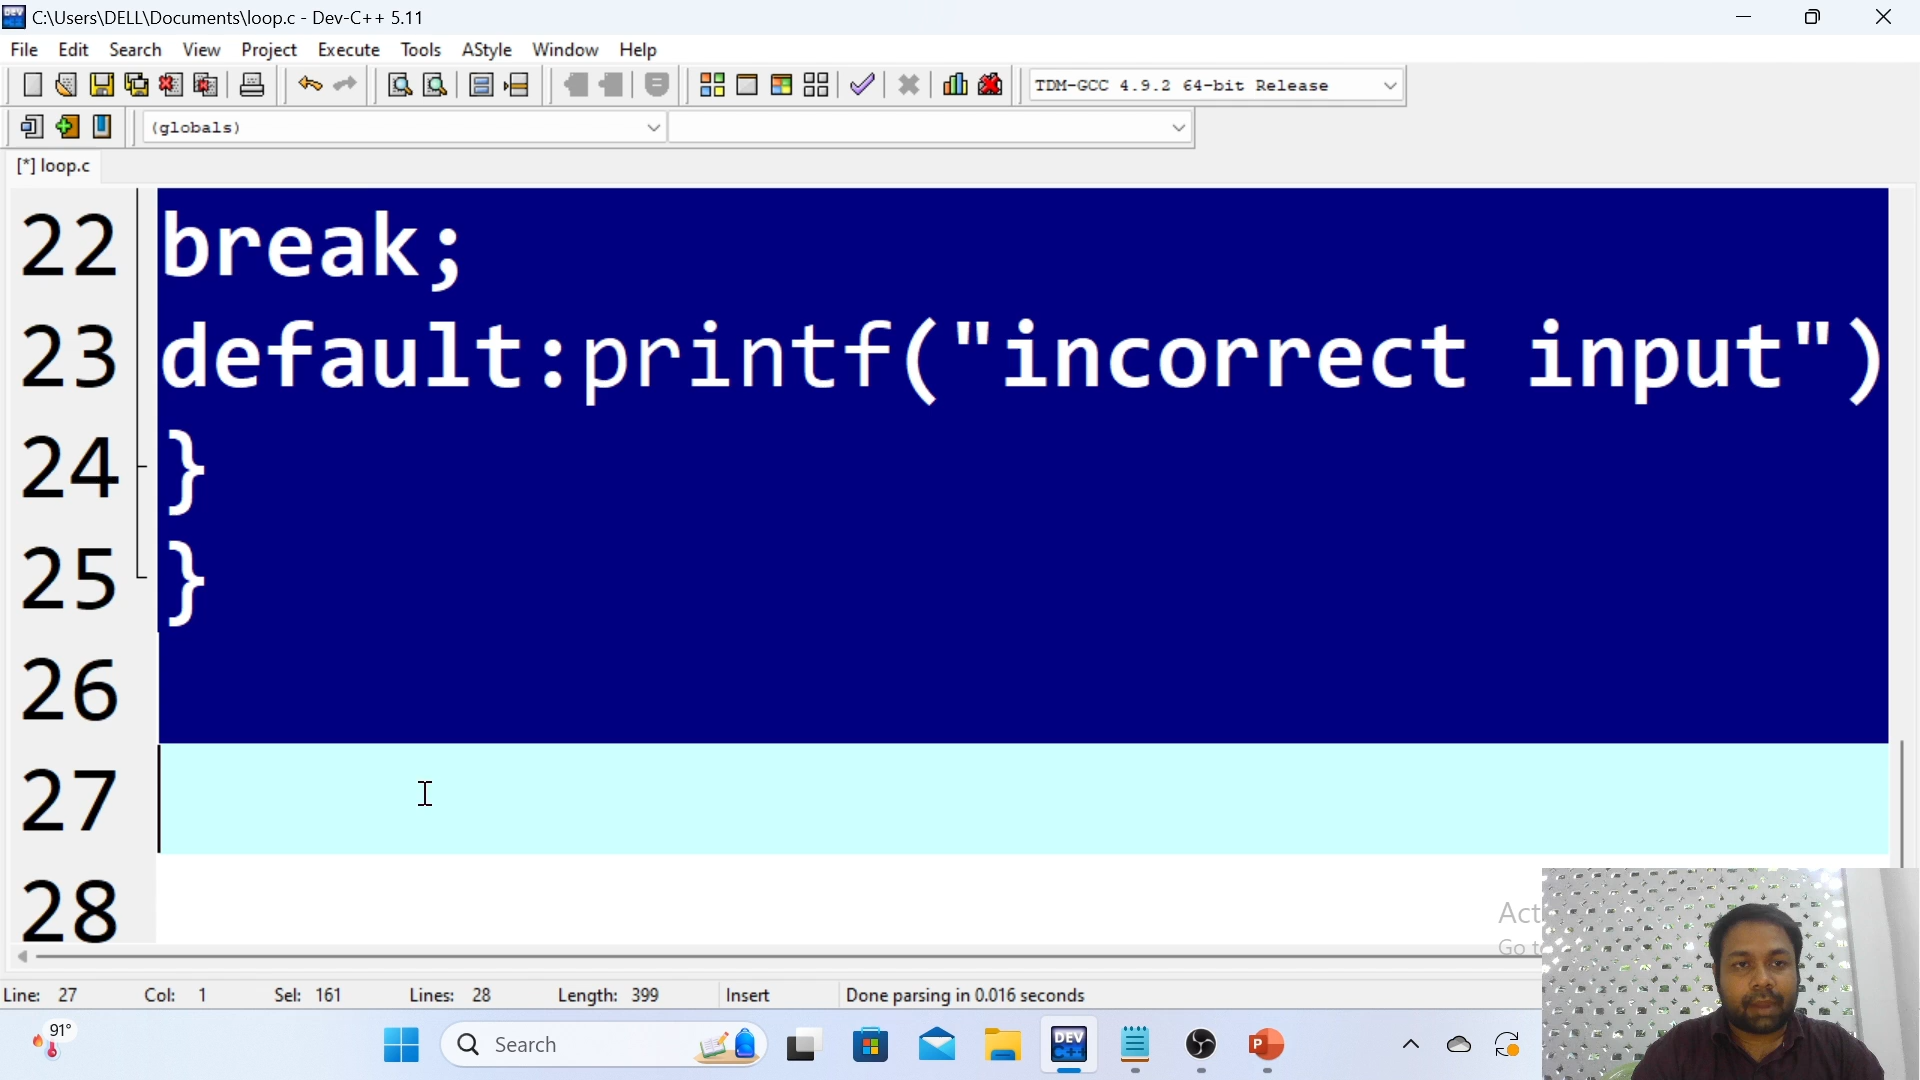 C:\Users\DELL\Documents\loop.c - Dev-C++ 5.11
File Edit Search View Project Execute Tools AStyle Window Help
TDM-GCC 4.9.2 64-bit Release
(globals)
[*] loop.c
22 break;
23 default:printf("incorrect input")
24 }
25 }
26
27
28
Line: 27 Col: 1 Sel: 161 Lines: 28 Length: 399 Insert Done parsing in 0.016 seconds
91°
Search
DEV C++